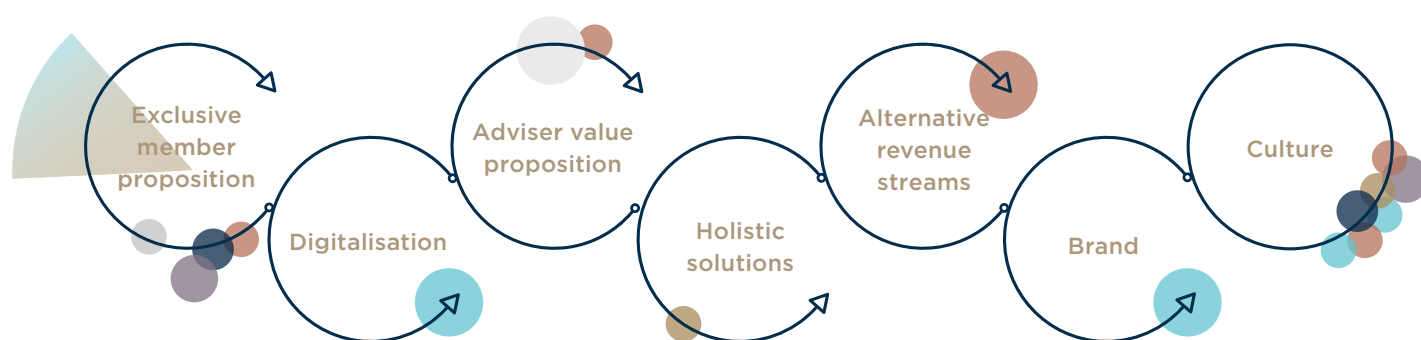 Exclusive
member
proposition
Digitalisation
Adviser value
proposition
Holistic
solutions
Alternative
revenue
streams
Brand
Culture